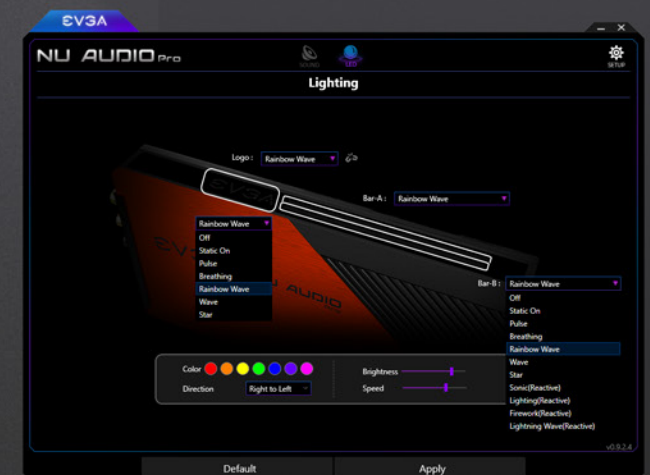 EVGA
NU AUDIO Pro
SOUND
LED
SETUP
Lighting
Logo : Rainbow Wave
EVGA
Bar-A : Rainbow Wave
Rainbow Wave
Off
Static On
Pulse
Breathing
Rainbow Wave
Wave
Star
NU AUDIO
Bar-B : Rainbow Wave
Off
Static On
Pulse
Breathing
Rainbow Wave
Wave
Star
Sonic(Reactive)
Lighting(Reactive)
Firework(Reactive)
Lightning Wave(Reactive)
Color
Brightness
Direction Right to Left
Speed
v0.9.2.4
Default
Apply